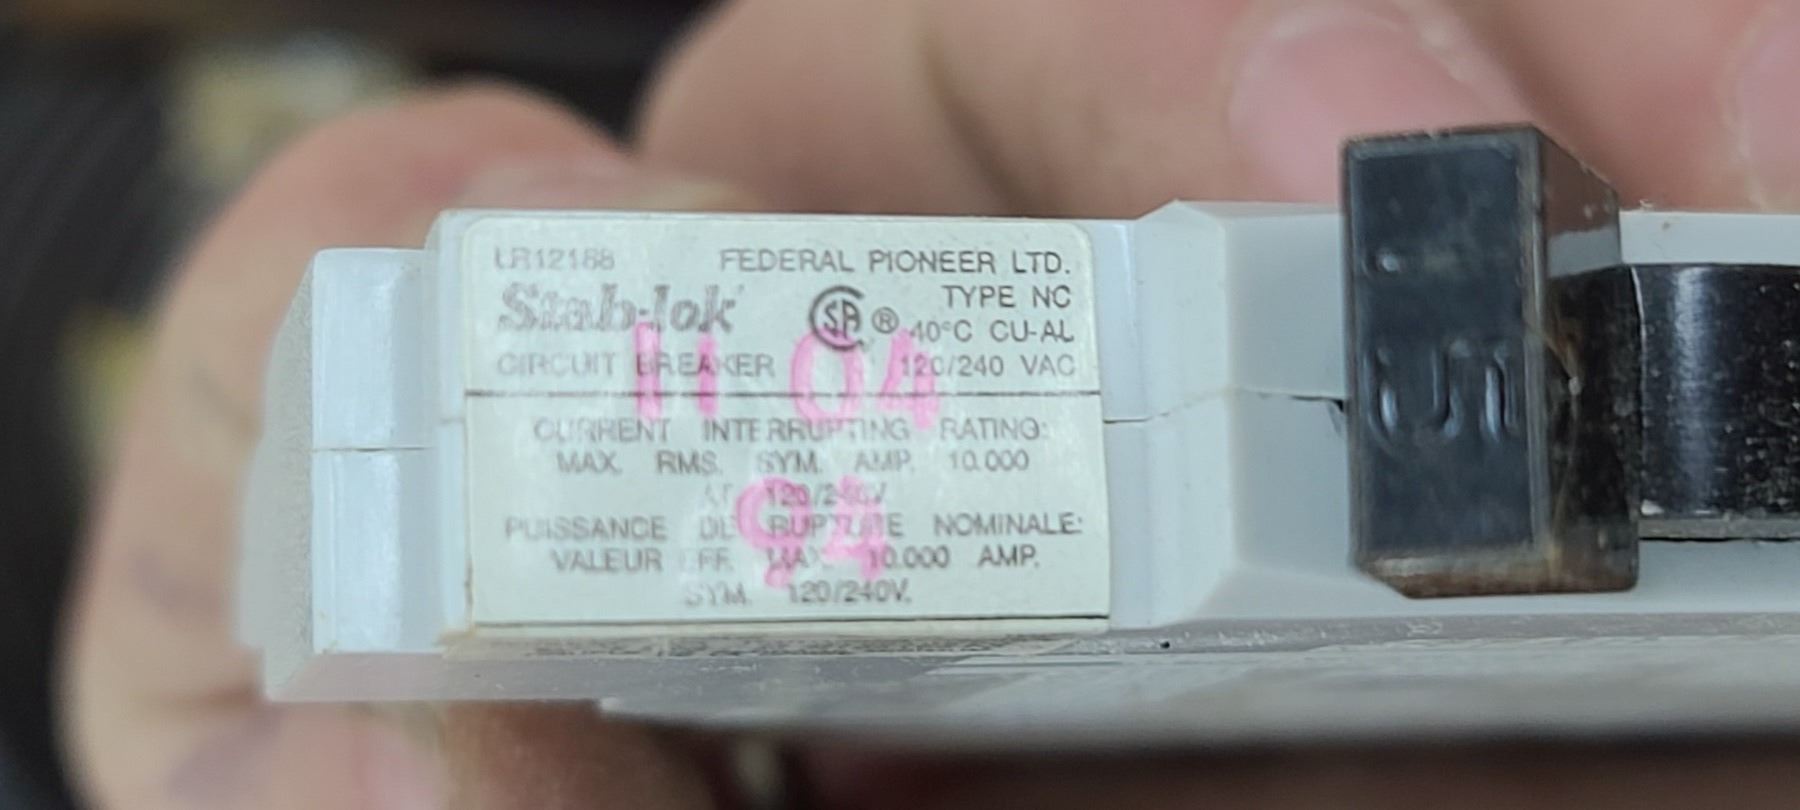 LR12188 FEDERAL PIONEER LTD.
Stab-lok SA ® TYPE NC
40°C CU-AL
CIRCUIT BREAKER 120/240 VAC
11 04
CURRENT INTERRUPTING RATING:
MAX. RMS. SYM. AMP. 10.000
AT 120/240V
94
PUISSANCE DE RUPTURE NOMINALE:
VALEUR EFF. MAX 10.000 AMP.
SYM. 120/240V.
15